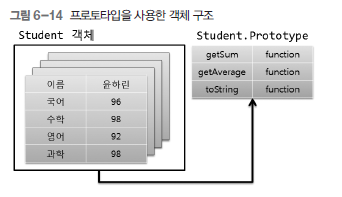 그림 6-14 프로토타입을 사용한 객체 구조
Student 객체
이름 윤하린
국어 96
수학 98
영어 92
과학 98
Student.Prototype
getSum function
getAverage function
toString function